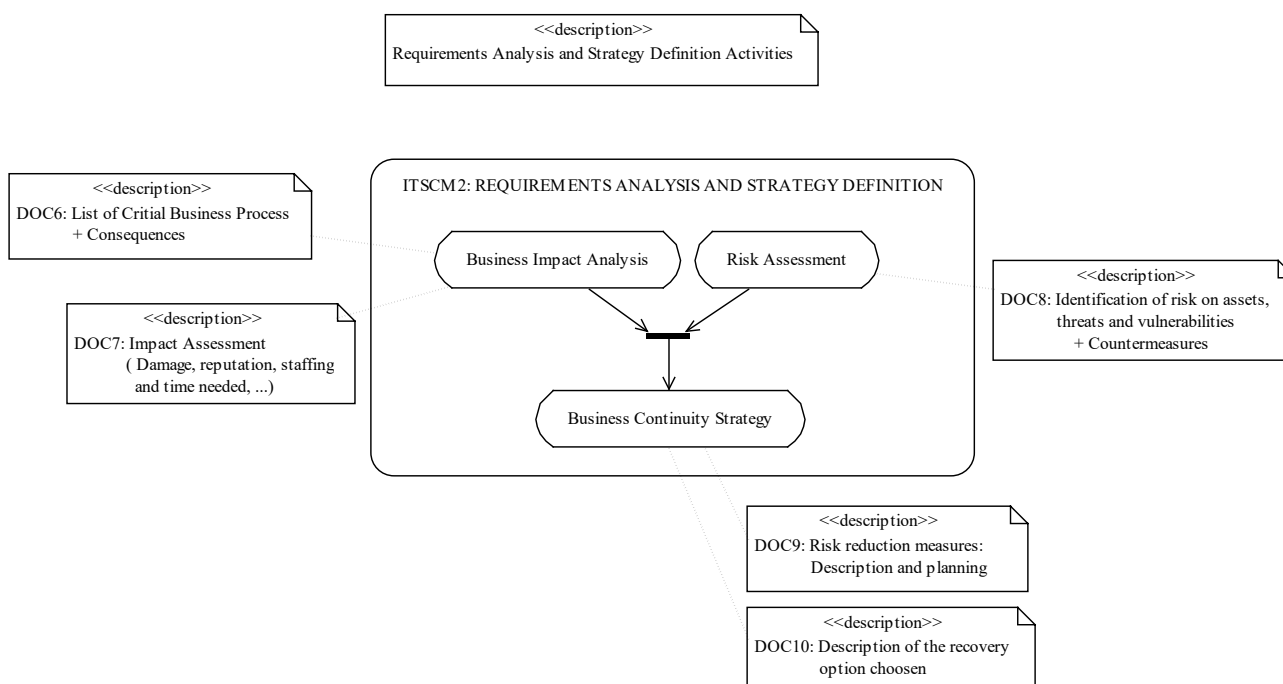 <<description>>
Requirements Analysis and Strategy Definition Activities
ITSCM2: REQUIREMENTS ANALYSIS AND STRATEGY DEFINITION
<<description>>
DOC6: List of Critial Business Process
+ Consequences
Business Impact Analysis
Risk Assessment
<<description>>
DOC8: Identification of risk on assets,
threats and vulnerabilities
+ Countermeasures
<<description>>
DOC7: Impact Assessment
( Damage, reputation, staffing
and time needed, ...)
Business Continuity Strategy
<<description>>
DOC9: Risk reduction measures:
Description and planning
<<description>>
DOC10: Description of the recovery
option choosen